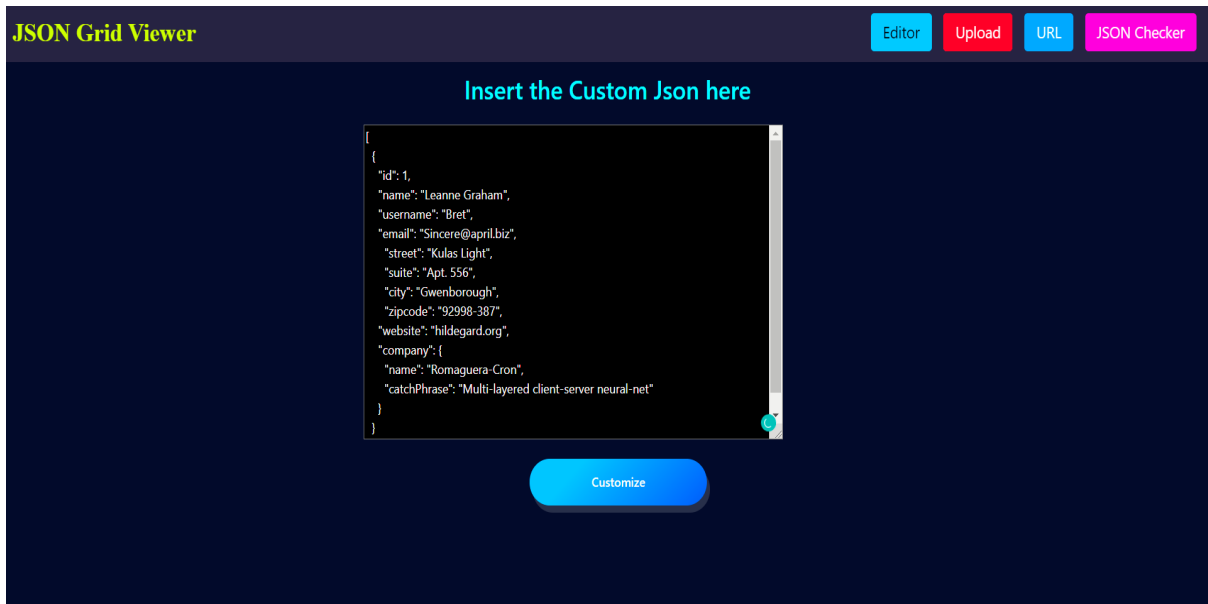 JSON Grid Viewer
Editor
Upload
URL
JSON Checker
Insert the Custom Json here
[
{
"id": 1,
"name": "Leanne Graham",
"username": "Bret",
"email": "Sincere@april.biz",
"street": "Kulas Light",
"suite": "Apt. 556",
"city": "Gwenborough",
"zipcode": "92998-387",
"website": "hildegard.org",
"company": {
"name": "Romaguera-Cron",
"catchPhrase": "Multi-layered client-server neural-net"
}
}
Customize